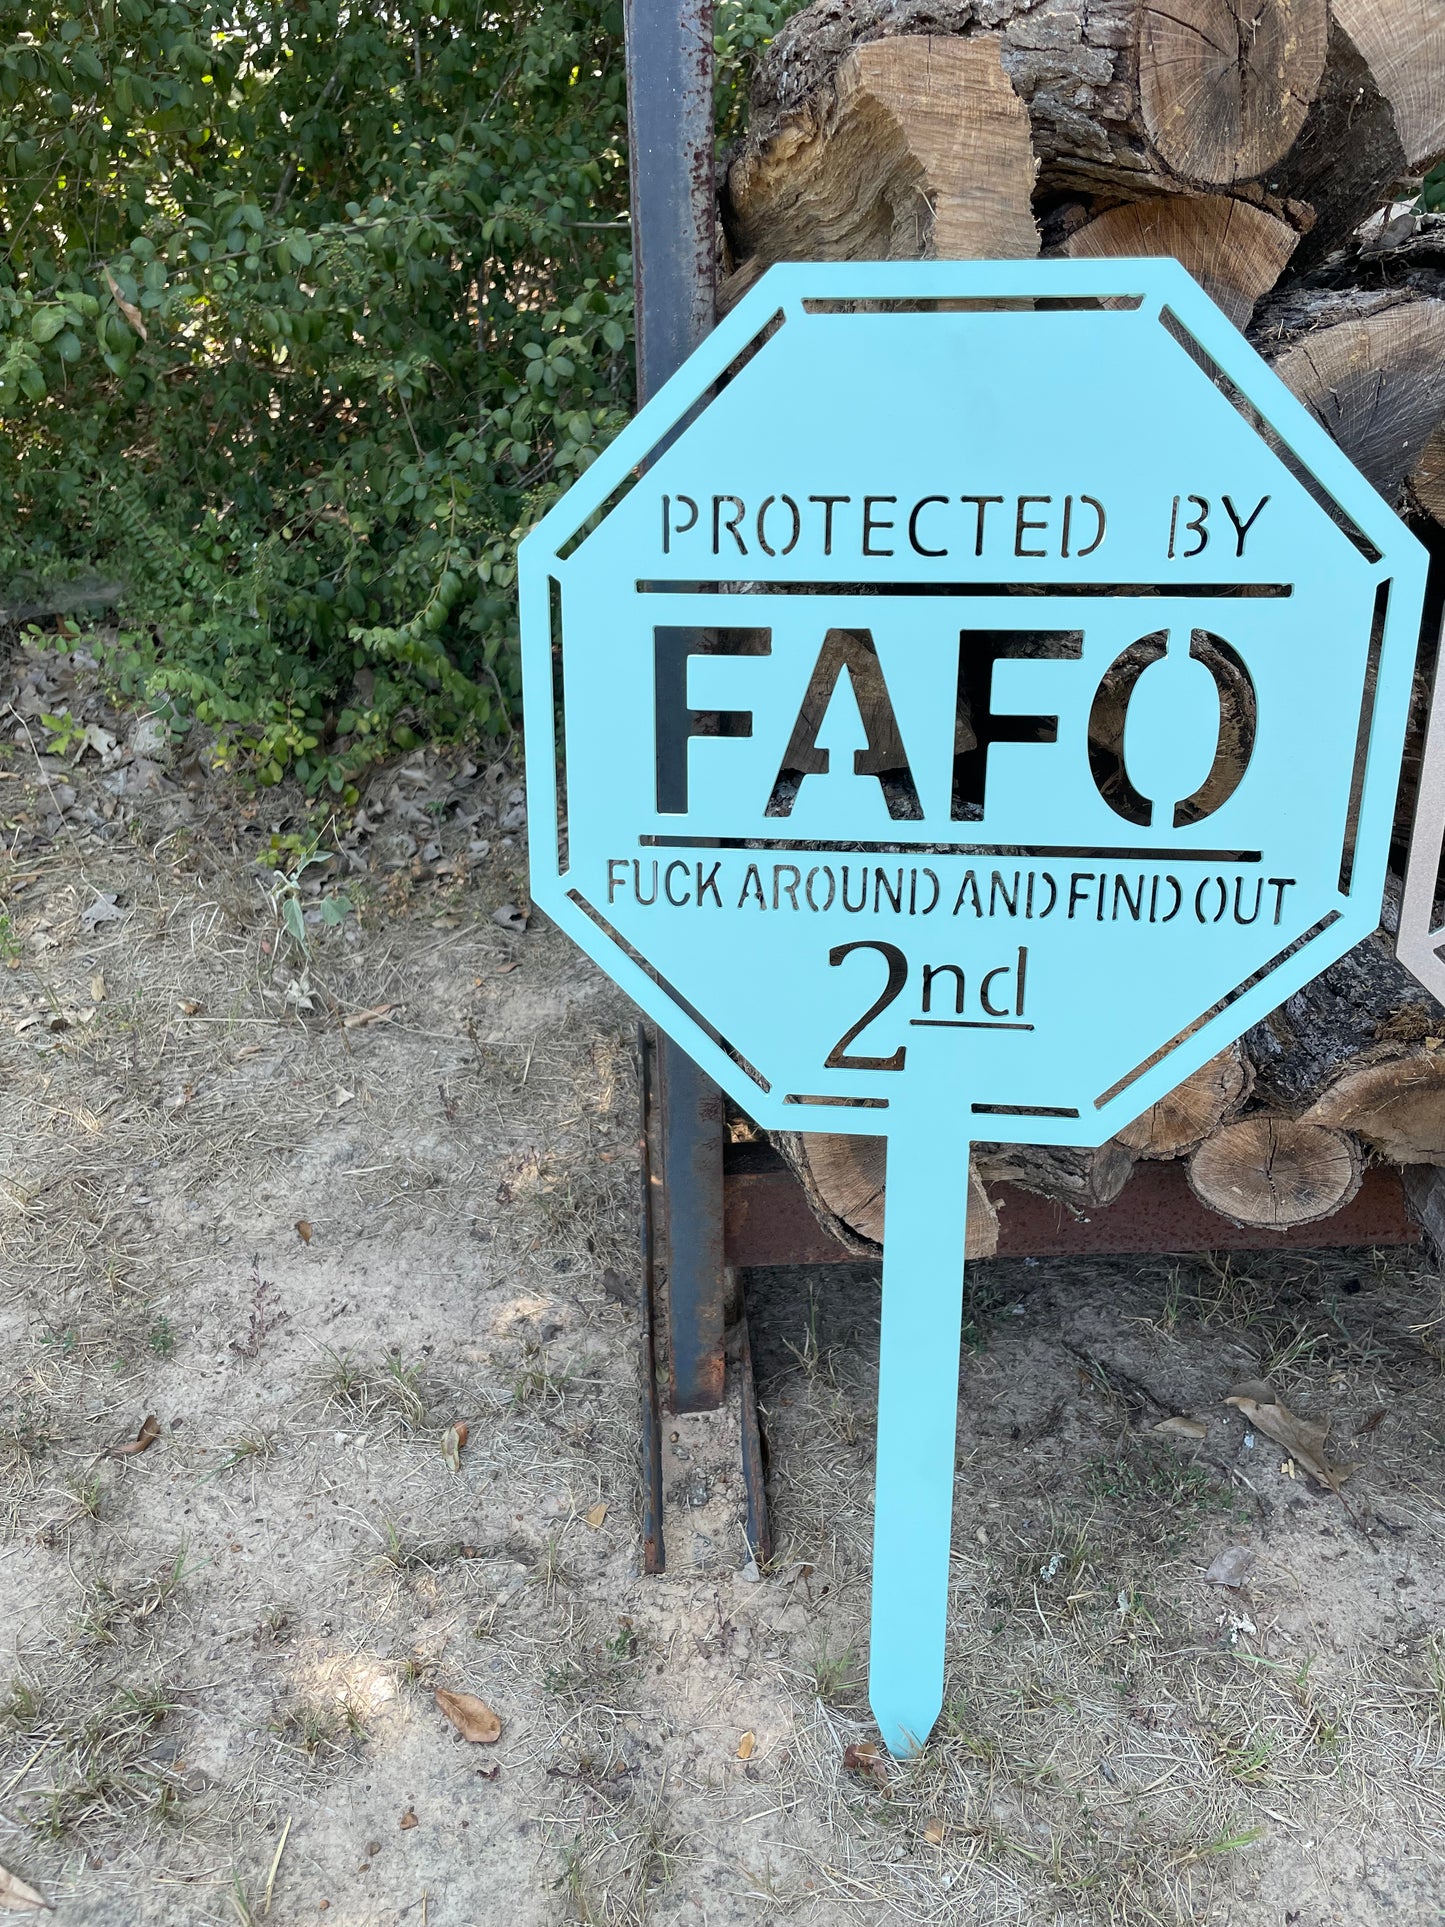 PROTECTED BY
FAFO
FUCK AROUND AND FIND OUT
2nd